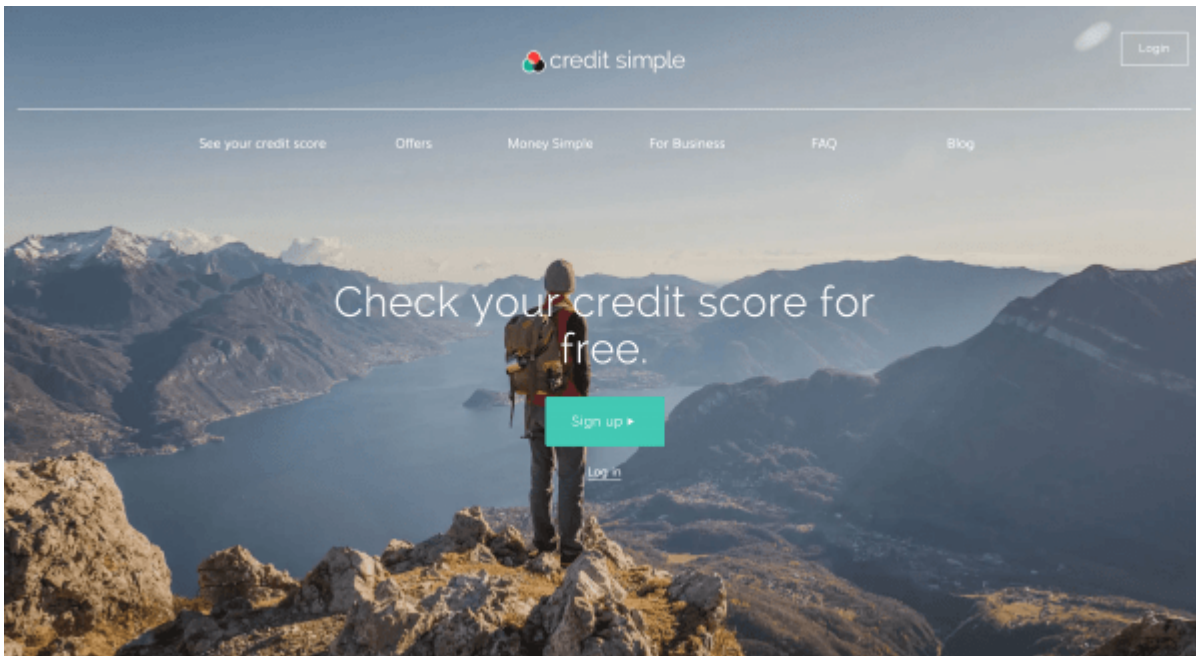 credit simple
Login
See your credit score
Offers
Money Simple
For Business
FAQ
Blog
Check your credit score for
free.
Sign up
Log in